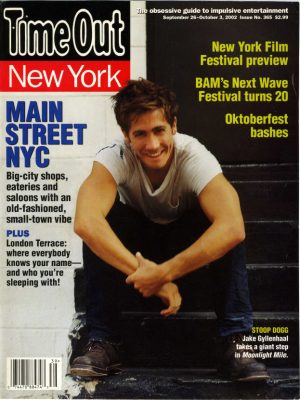 the obsessive guide to impulsive entertainment
Time Out
September 26–October 3, 2002 Issue No. 365 $2.99
New York
New York Film
Festival preview
BAM's Next Wave
Festival turns 20
Oktoberfest
bashes
MAIN
STREET
NYC
Big-city shops,
eateries and
saloons with an
old-fashioned,
small-town vibe
PLUS
London Terrace:
where everybody
knows your name—
and who you're
sleeping with!
STOOP DOGG
Jake Gyllenhaal
takes a giant step
in Moonlight Mile.